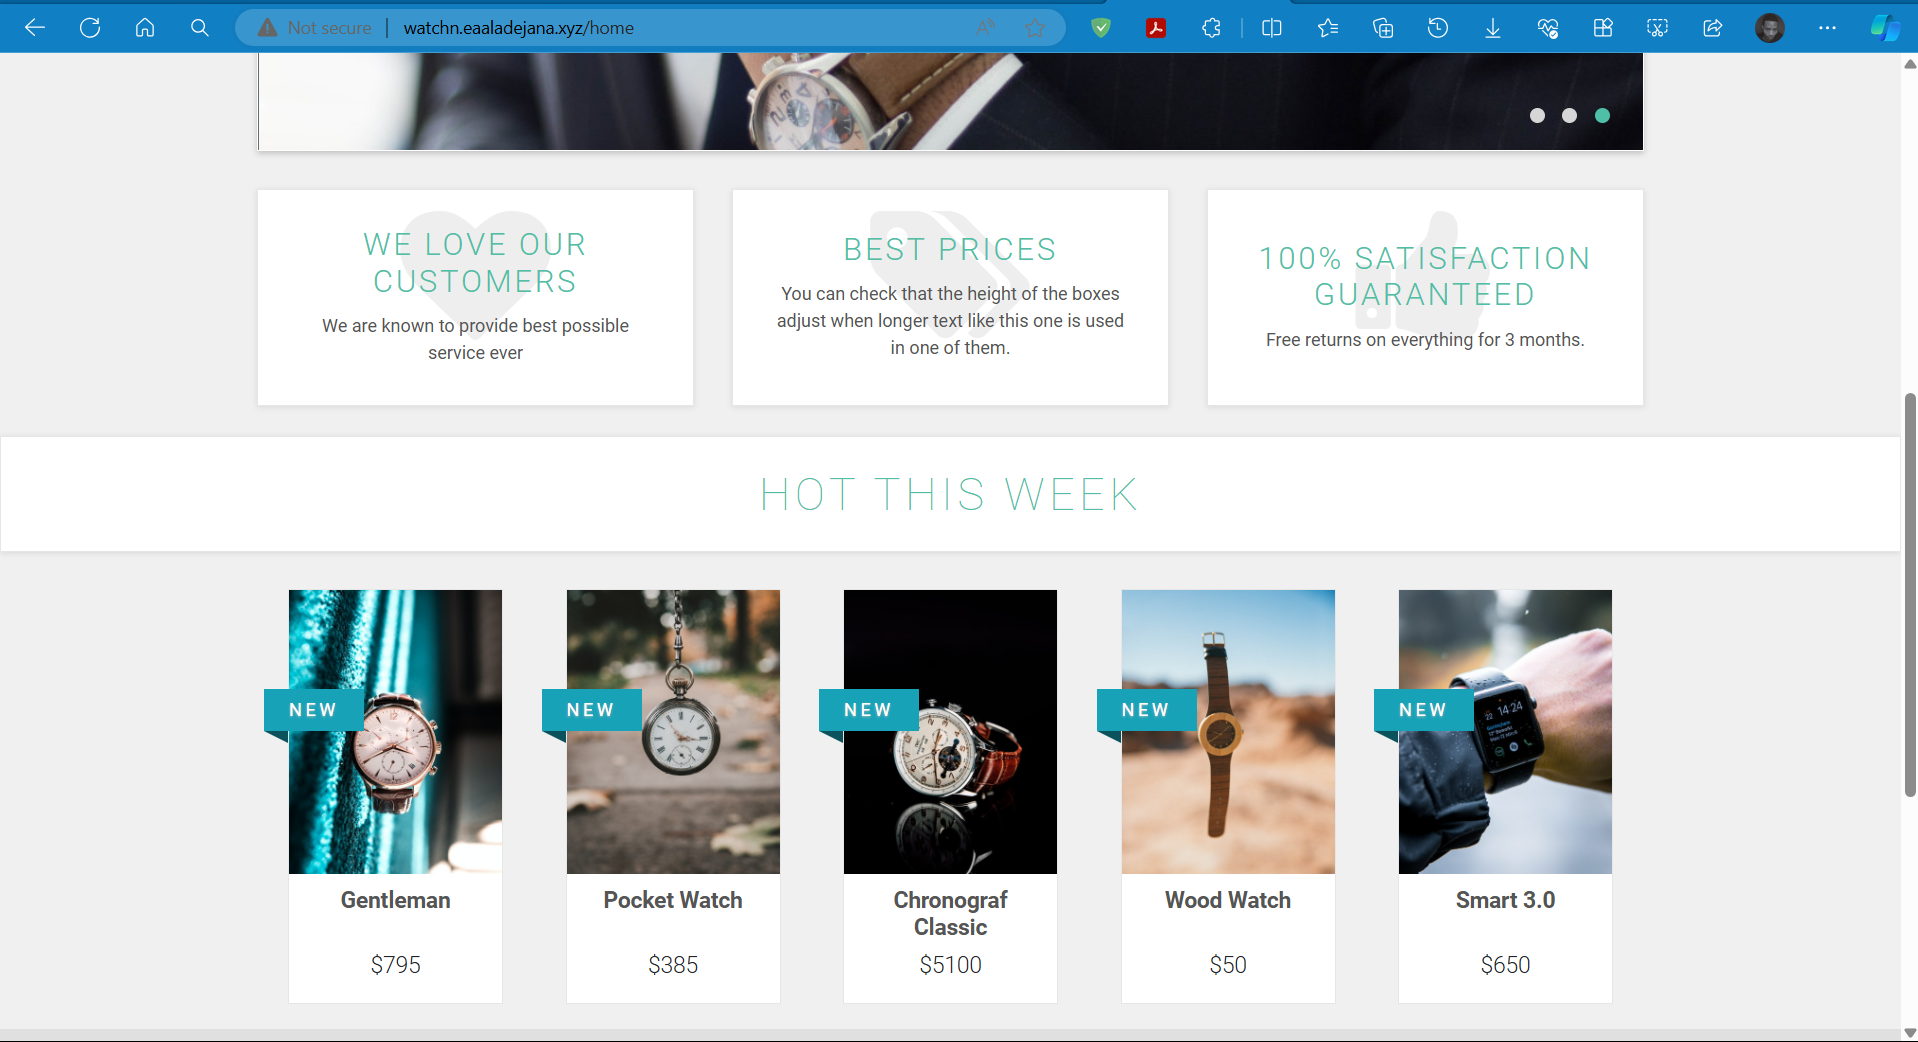 Not secure
watchn.eaaladejana.xyz/home
WE LOVE OUR
CUSTOMERS
We are known to provide best possible
service ever
BEST PRICES
You can check that the height of the boxes
adjust when longer text like this one is used
in one of them.
100% SATISFACTION
GUARANTEED
Free returns on everything for 3 months.
HOT THIS WEEK
NEW
Gentleman
$795
NEW
Pocket Watch
$385
NEW
Chronograf
Classic
$5100
NEW
Wood Watch
$50
NEW
22 14:24
Smart 3.0
$650